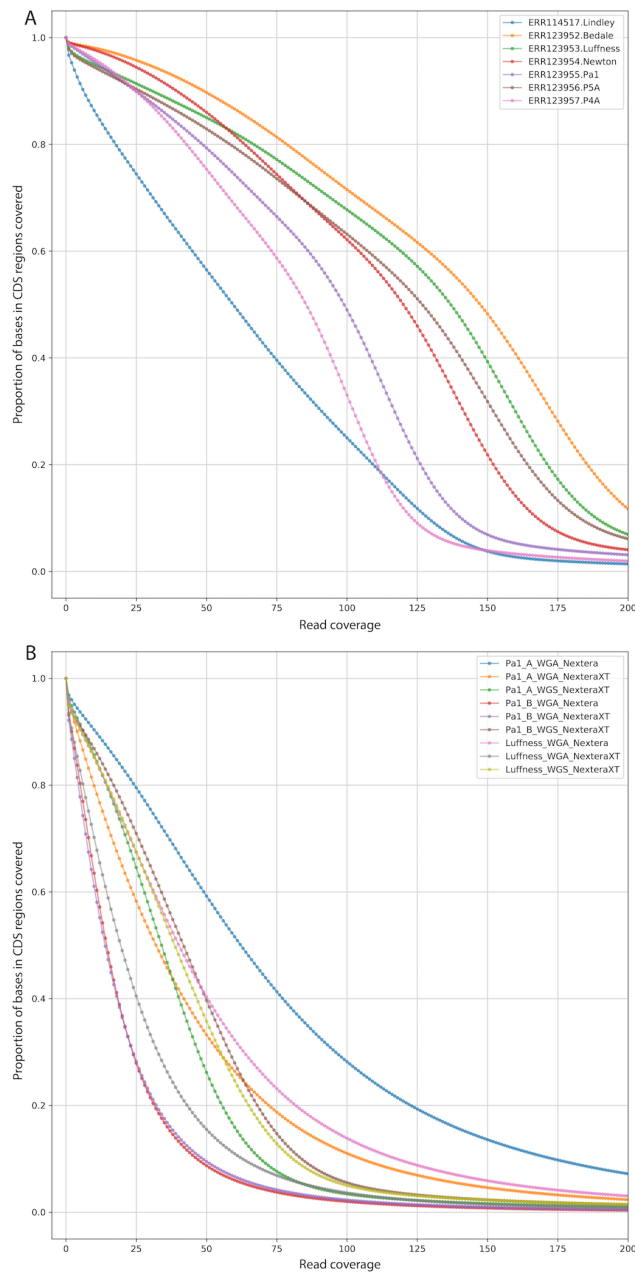 A
ERR114517.Lindley
ERR123952.Bedale
ERR123953.Luffness
ERR123954.Newton
ERR123955.Pa1
ERR123956.P5A
ERR123957.P4A
1.0
0.8
0.6
0.4
0.2
0.0
Proportion of bases in CDS regions covered
0 25 50 75 100 125 150 175 200
Read coverage
B
Pa1_A_WGA_Nextera
Pa1_A_WGA_NexteraXT
Pa1_A_WGS_NexteraXT
Pa1_B_WGA_Nextera
Pa1_B_WGA_NexteraXT
Pa1_B_WGS_NexteraXT
Luffness_WGA_Nextera
Luffness_WGA_NexteraXT
Luffness_WGS_NexteraXT
1.0
0.8
0.6
0.4
0.2
0.0
Proportion of bases in CDS regions covered
0 25 50 75 100 125 150 175 200
Read coverage